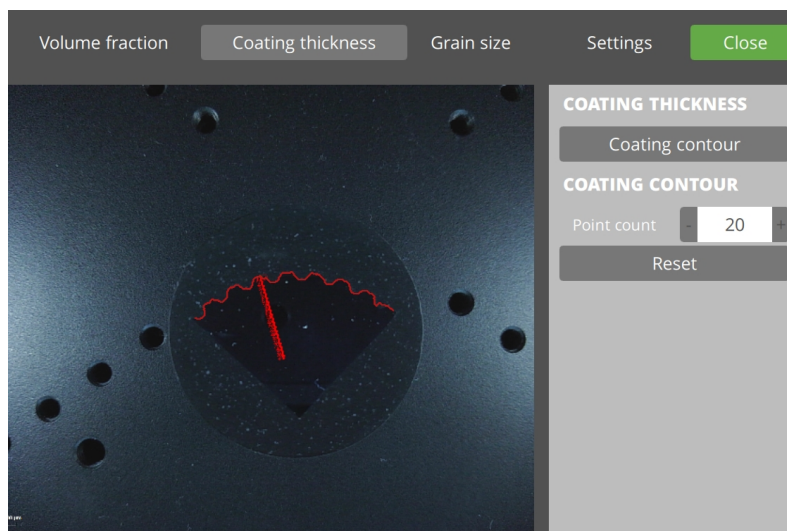 Volume fraction
Coating thickness
Grain size
Settings
Close
COATING THICKNESS
Coating contour
COATING CONTOUR
Point count
-
20
+
Reset